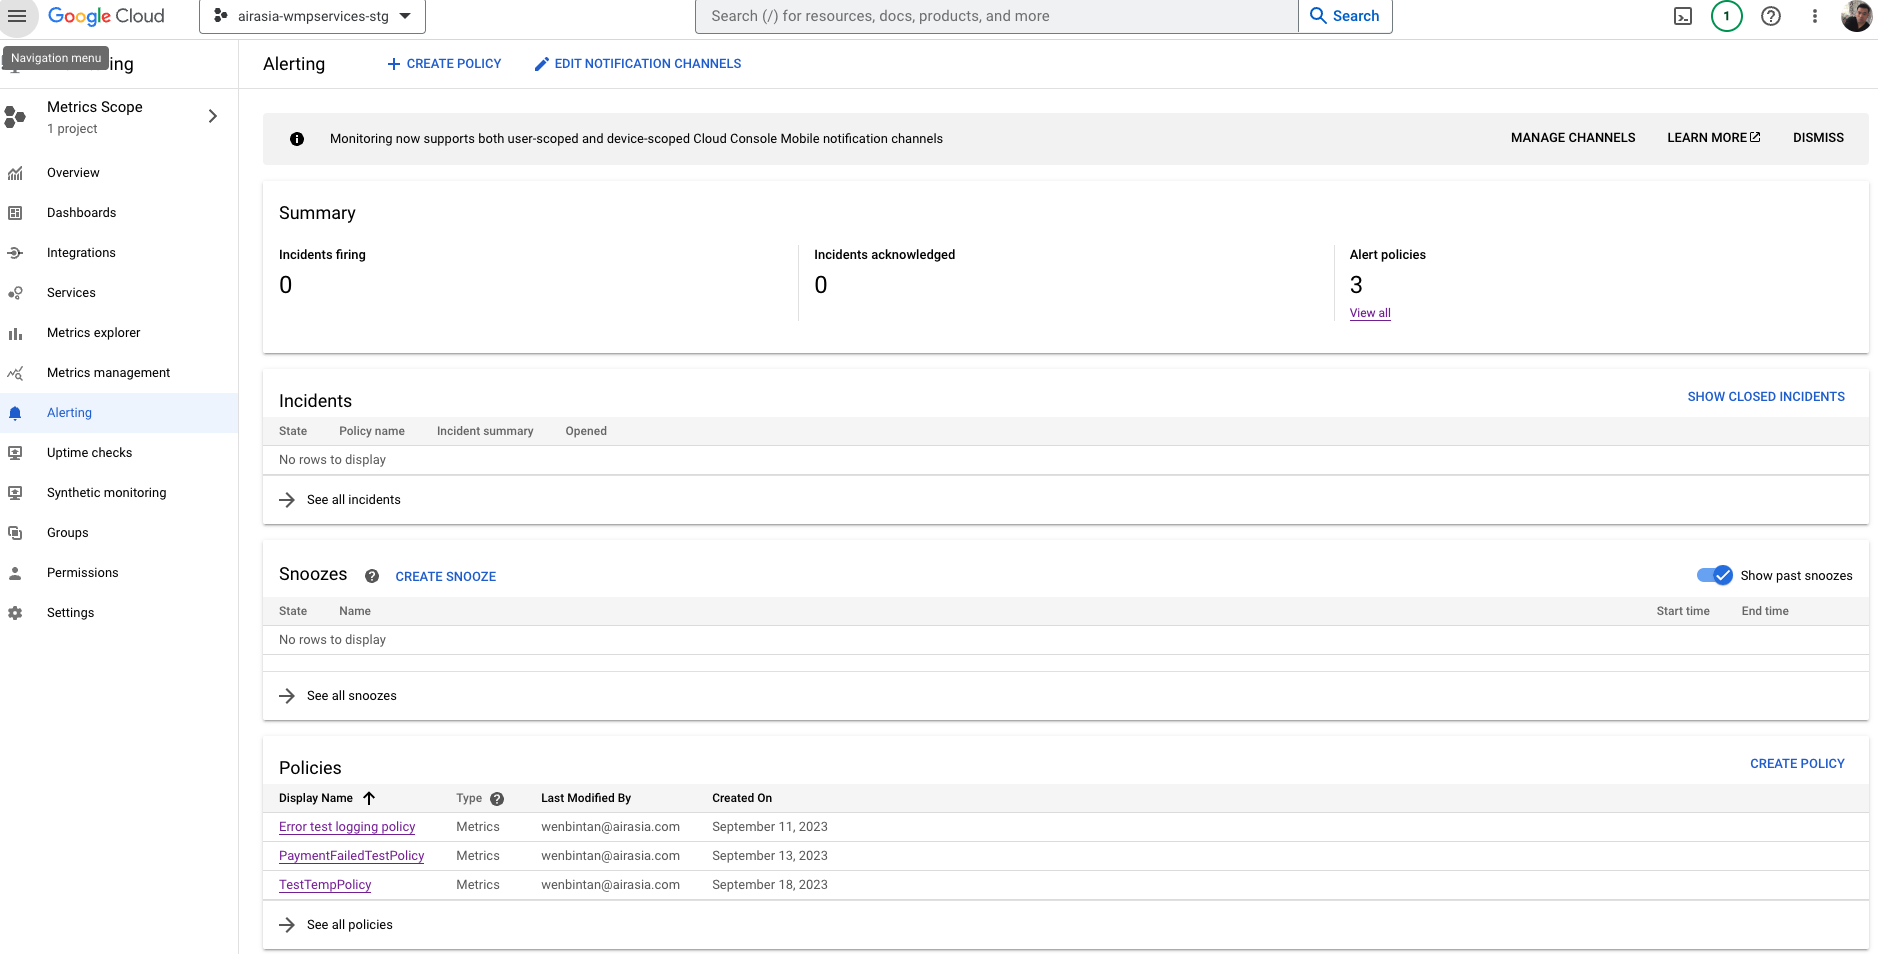 Google Cloud
airasia-wmpservices-stg
Search (/) for resources, docs, products, and more
Search
1
Navigation menu
ing
Metrics Scope
1 project
Overview
Dashboards
Integrations
Services
Metrics explorer
Metrics management
Alerting
Uptime checks
Synthetic monitoring
Groups
Permissions
Settings
Alerting
CREATE POLICY
EDIT NOTIFICATION CHANNELS
Monitoring now supports both user-scoped and device-scoped Cloud Console Mobile notification channels
MANAGE CHANNELS
LEARN MORE
DISMISS
Summary
Incidents firing
0
Incidents acknowledged
0
Alert policies
3
View all
Incidents
SHOW CLOSED INCIDENTS
State Policy name Incident summary Opened
No rows to display
See all incidents
Snoozes
CREATE SNOOZE
Show past snoozes
State Name Start time End time
No rows to display
See all snoozes
Policies
CREATE POLICY
Display Name Type Last Modified By Created On
Error test logging policy Metrics wenbintan@airasia.com September 11, 2023
PaymentFailedTestPolicy Metrics wenbintan@airasia.com September 13, 2023
TestTempPolicy Metrics wenbintan@airasia.com September 18, 2023
See all policies